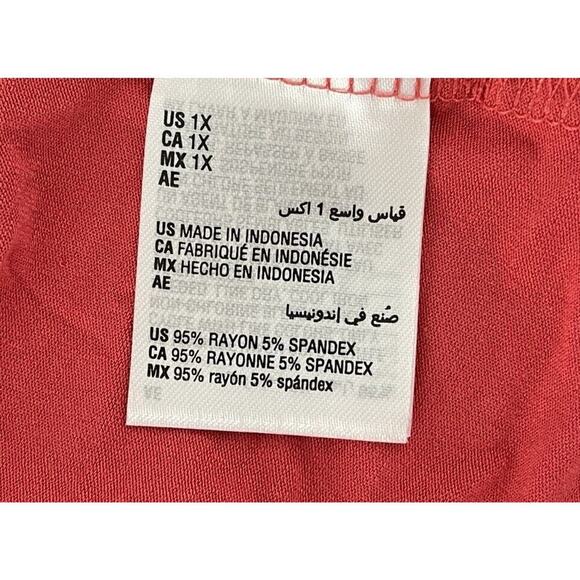 US 1X
CA 1X
MX 1X
AE
قياس واسع 1 اكس
US MADE IN INDONESIA
CA FABRIQUÉ EN INDONÉSIE
MX HECHO EN INDONESIA
AE
صُنع في إندونيسيا
US 95% RAYON 5% SPANDEX
CA 95% RAYONNE 5% SPANDEX
MX 95% rayón 5% spándex